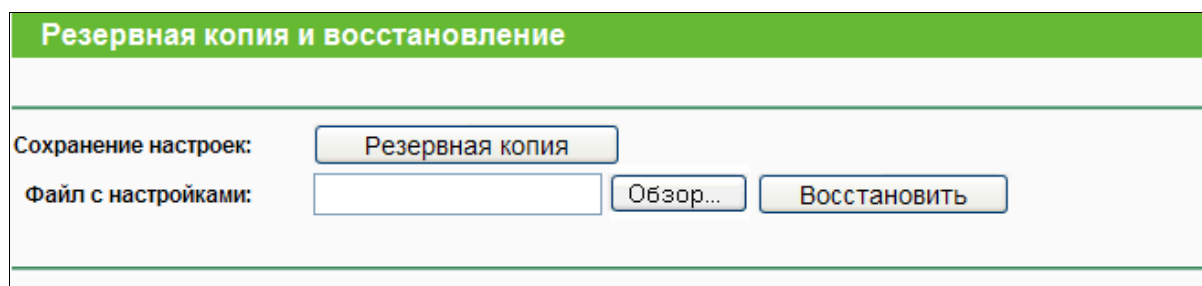 Резервная копия и восстановление
Сохранение настроек: Резервная копия
Файл с настройками: Обзор... Восстановить